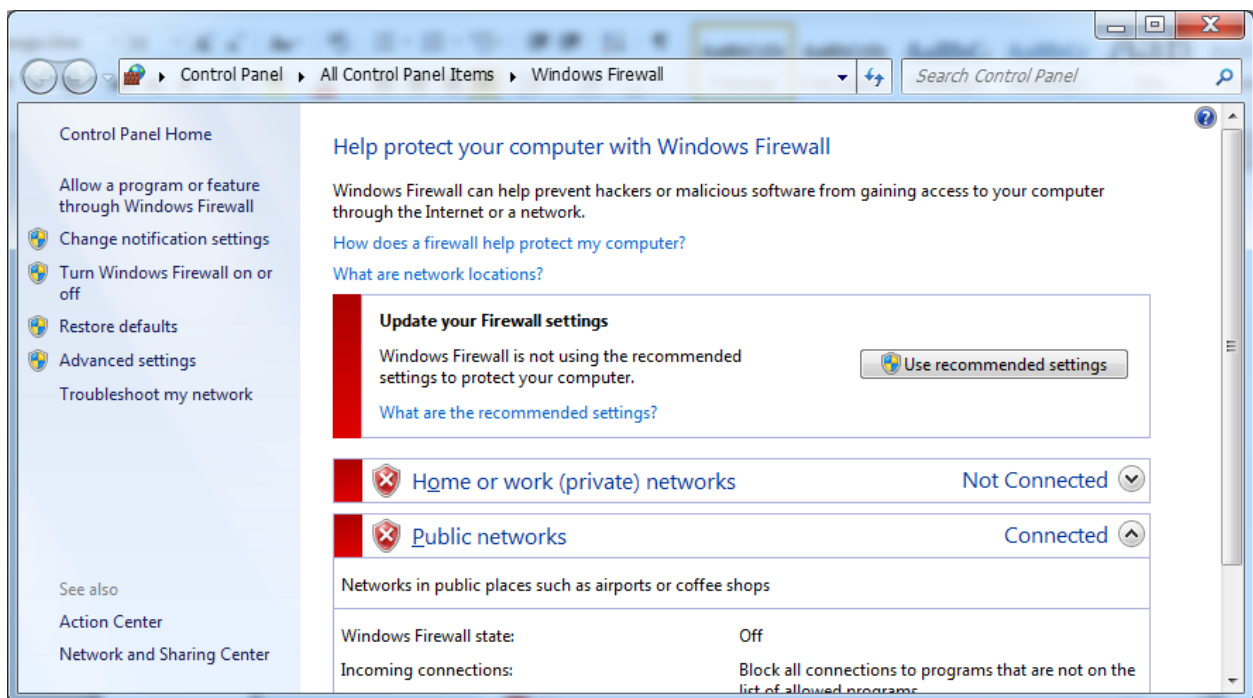 Control Panel
All Control Panel Items
Windows Firewall
Search Control Panel
Control Panel Home
Allow a program or feature
through Windows Firewall
Change notification settings
Turn Windows Firewall on or
off
Restore defaults
Advanced settings
Troubleshoot my network
See also
Action Center
Network and Sharing Center
Help protect your computer with Windows Firewall
Windows Firewall can help prevent hackers or malicious software from gaining access to your computer
through the Internet or a network.
How does a firewall help protect my computer?
What are network locations?
Update your Firewall settings
Windows Firewall is not using the recommended
settings to protect your computer.
Use recommended settings
What are the recommended settings?
Home or work (private) networks Not Connected
Public networks Connected
Networks in public places such as airports or coffee shops
Windows Firewall state: Off
Incoming connections: Block all connections to programs that are not on the
list of allowed programs